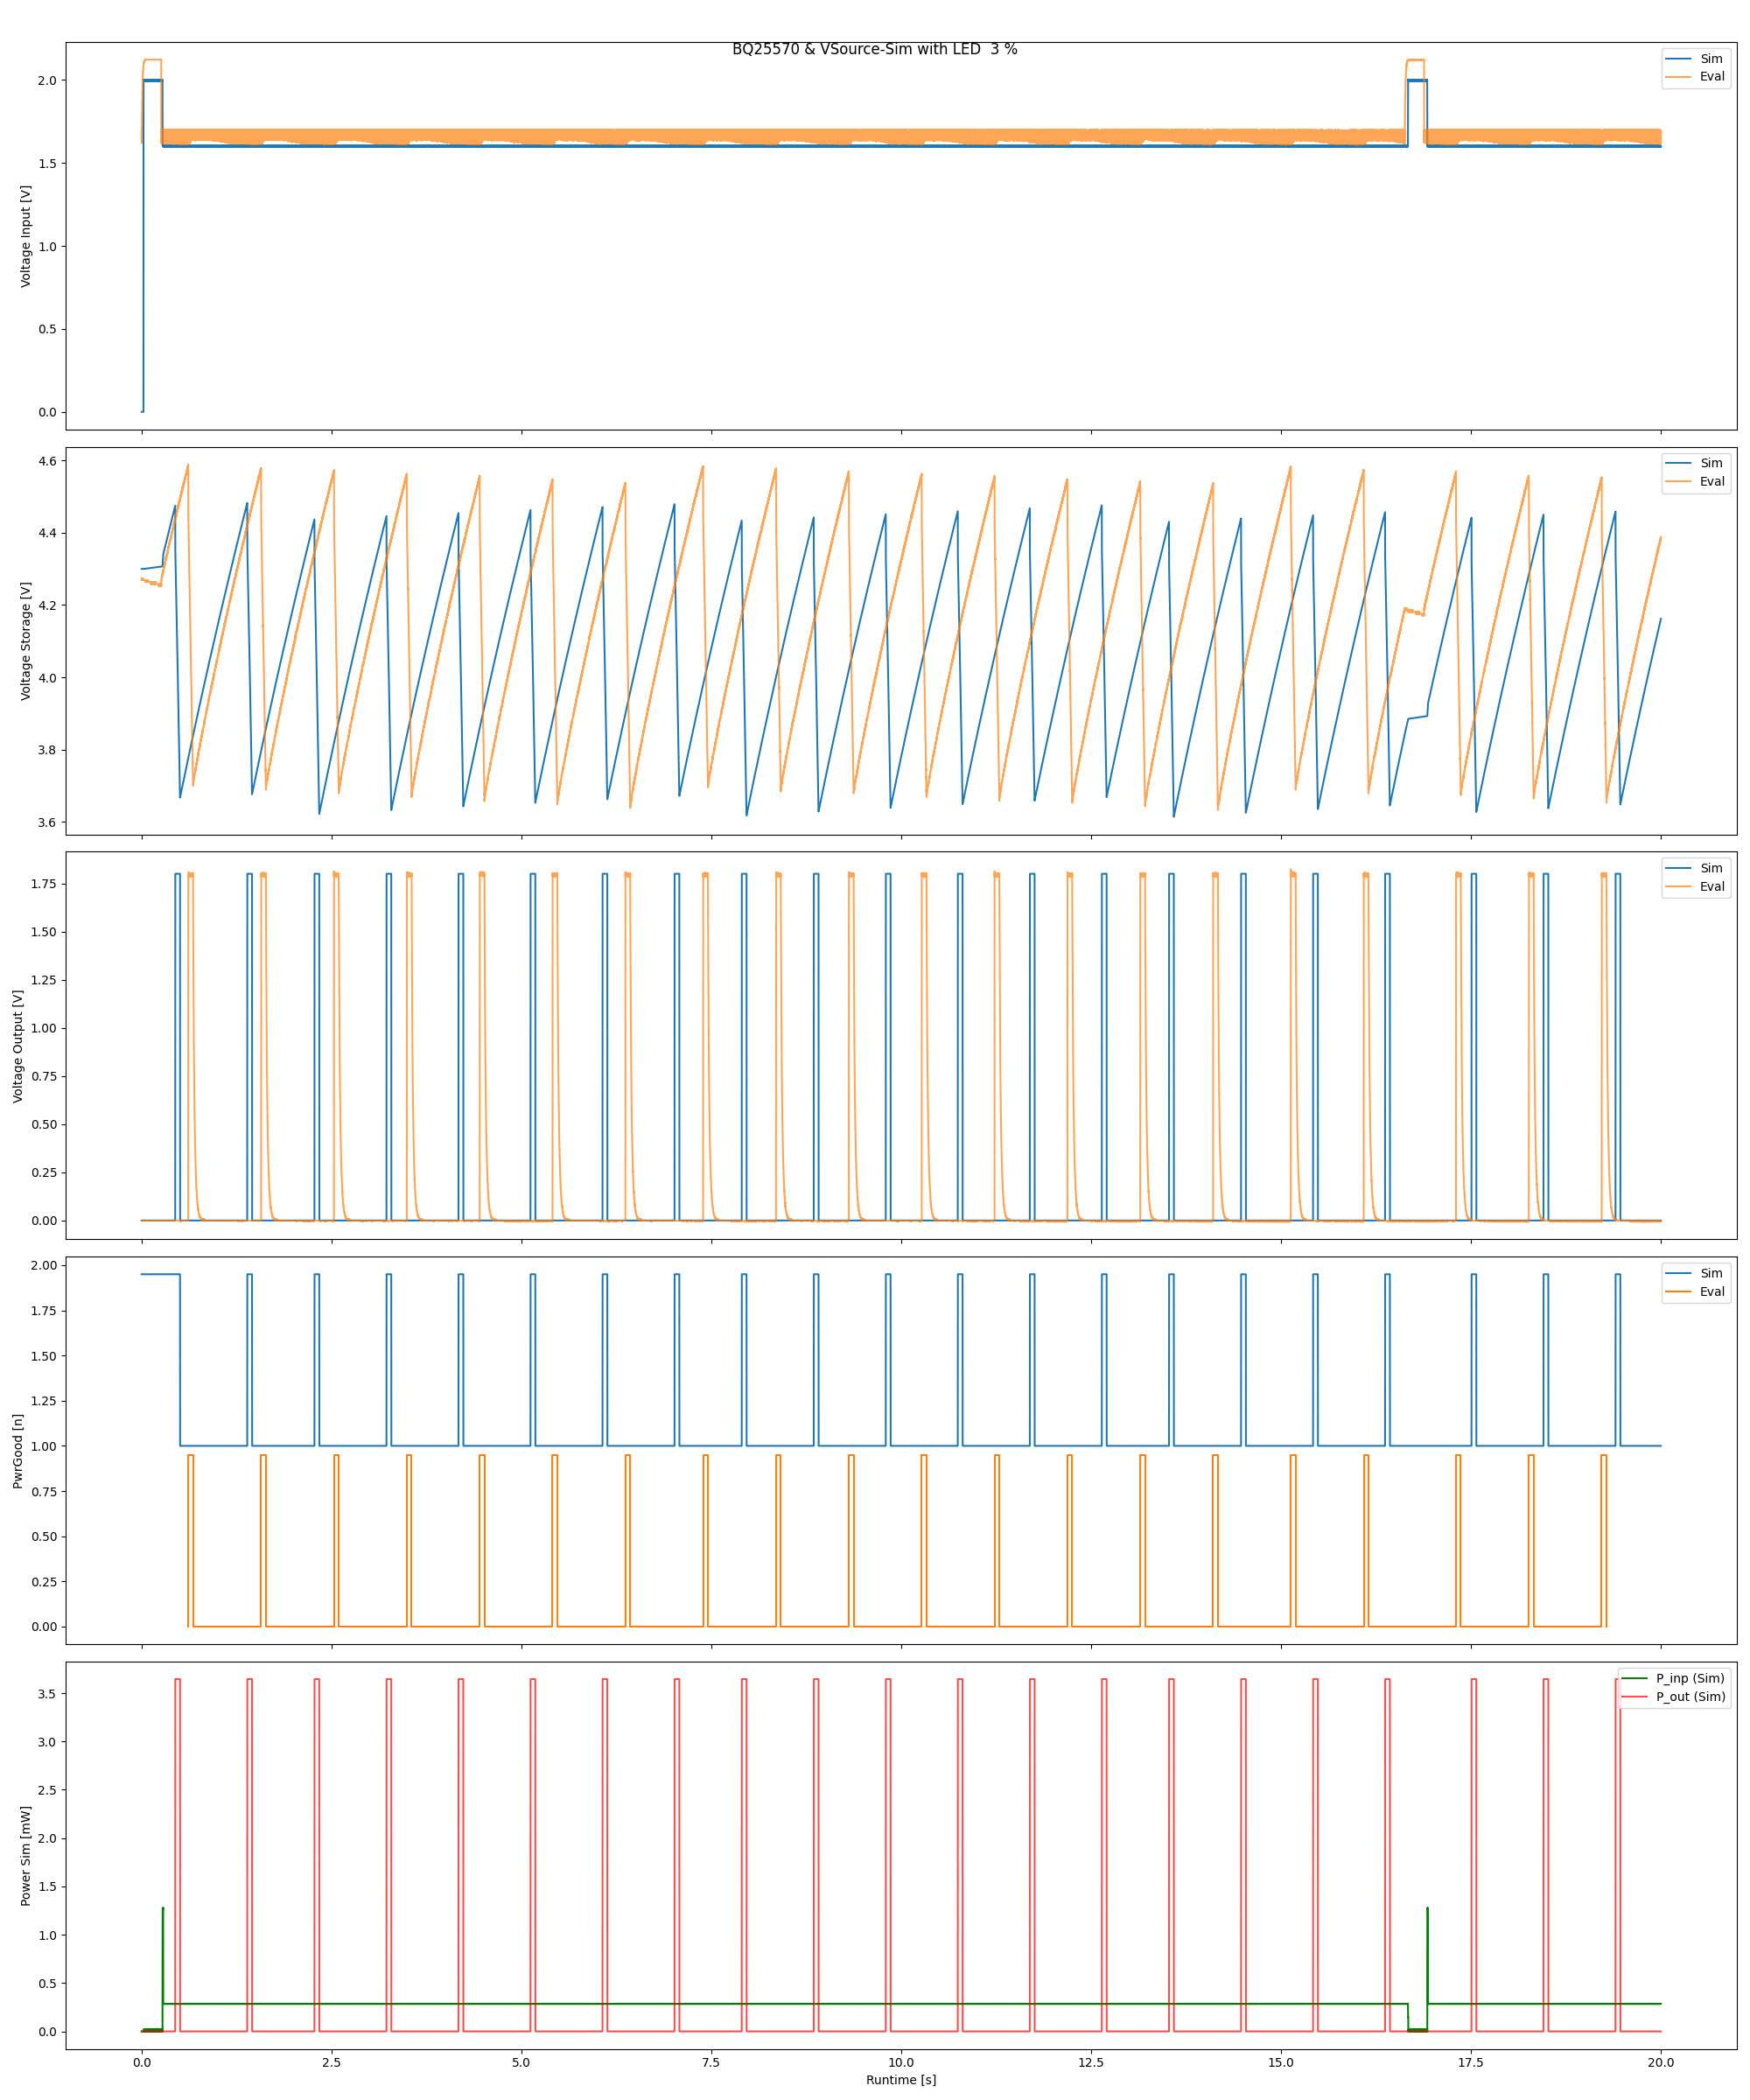 BQ25570 & VSource-Sim with LED  3 %
Voltage Input [V]
2.0
1.5
1.0
0.5
0.0
Sim
Eval
Voltage Storage [V]
4.6
4.4
4.2
4.0
3.8
3.6
Sim
Eval
Voltage Output [V]
1.75
1.50
1.25
1.00
0.75
0.50
0.25
0.00
Sim
Eval
PwrGood [n]
2.00
1.75
1.50
1.25
1.00
0.75
0.50
0.25
0.00
Sim
Eval
Power Sim [mW]
3.5
3.0
2.5
2.0
1.5
1.0
0.5
0.0
P_inp (Sim)
P_out (Sim)
0.0 2.5 5.0 7.5 10.0 12.5 15.0 17.5 20.0
Runtime [s]